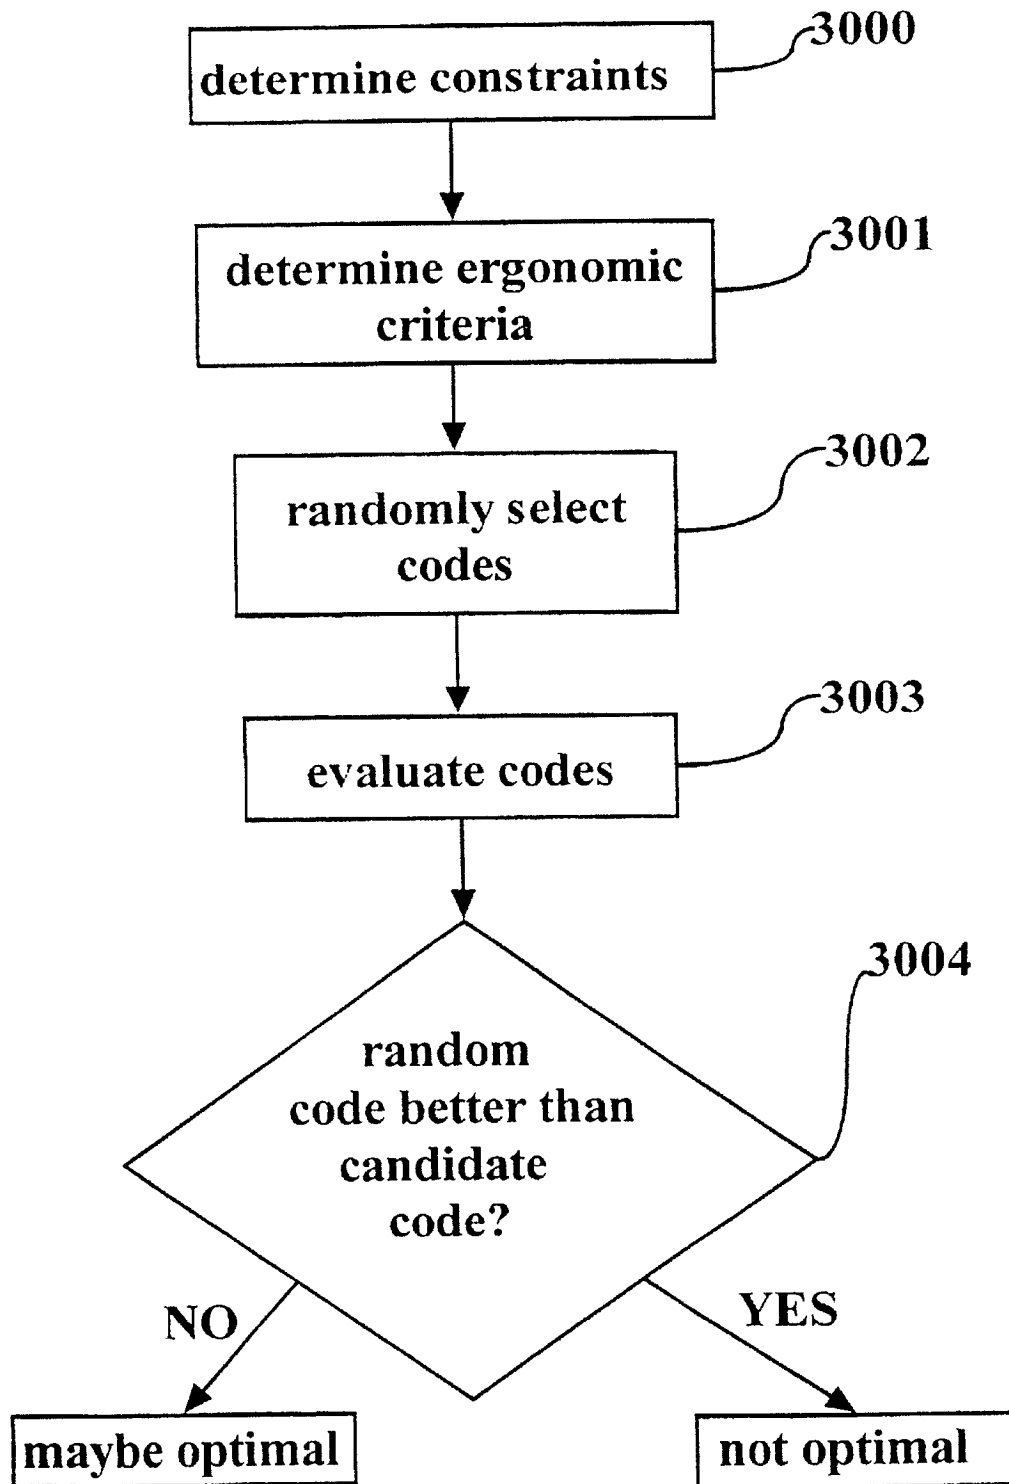 3000
determine constraints
3001
determine ergonomic
criteria
3002
randomly select
codes
3003
evaluate codes
3004
random
code better than
candidate
code?
NO
YES
maybe optimal
not optimal